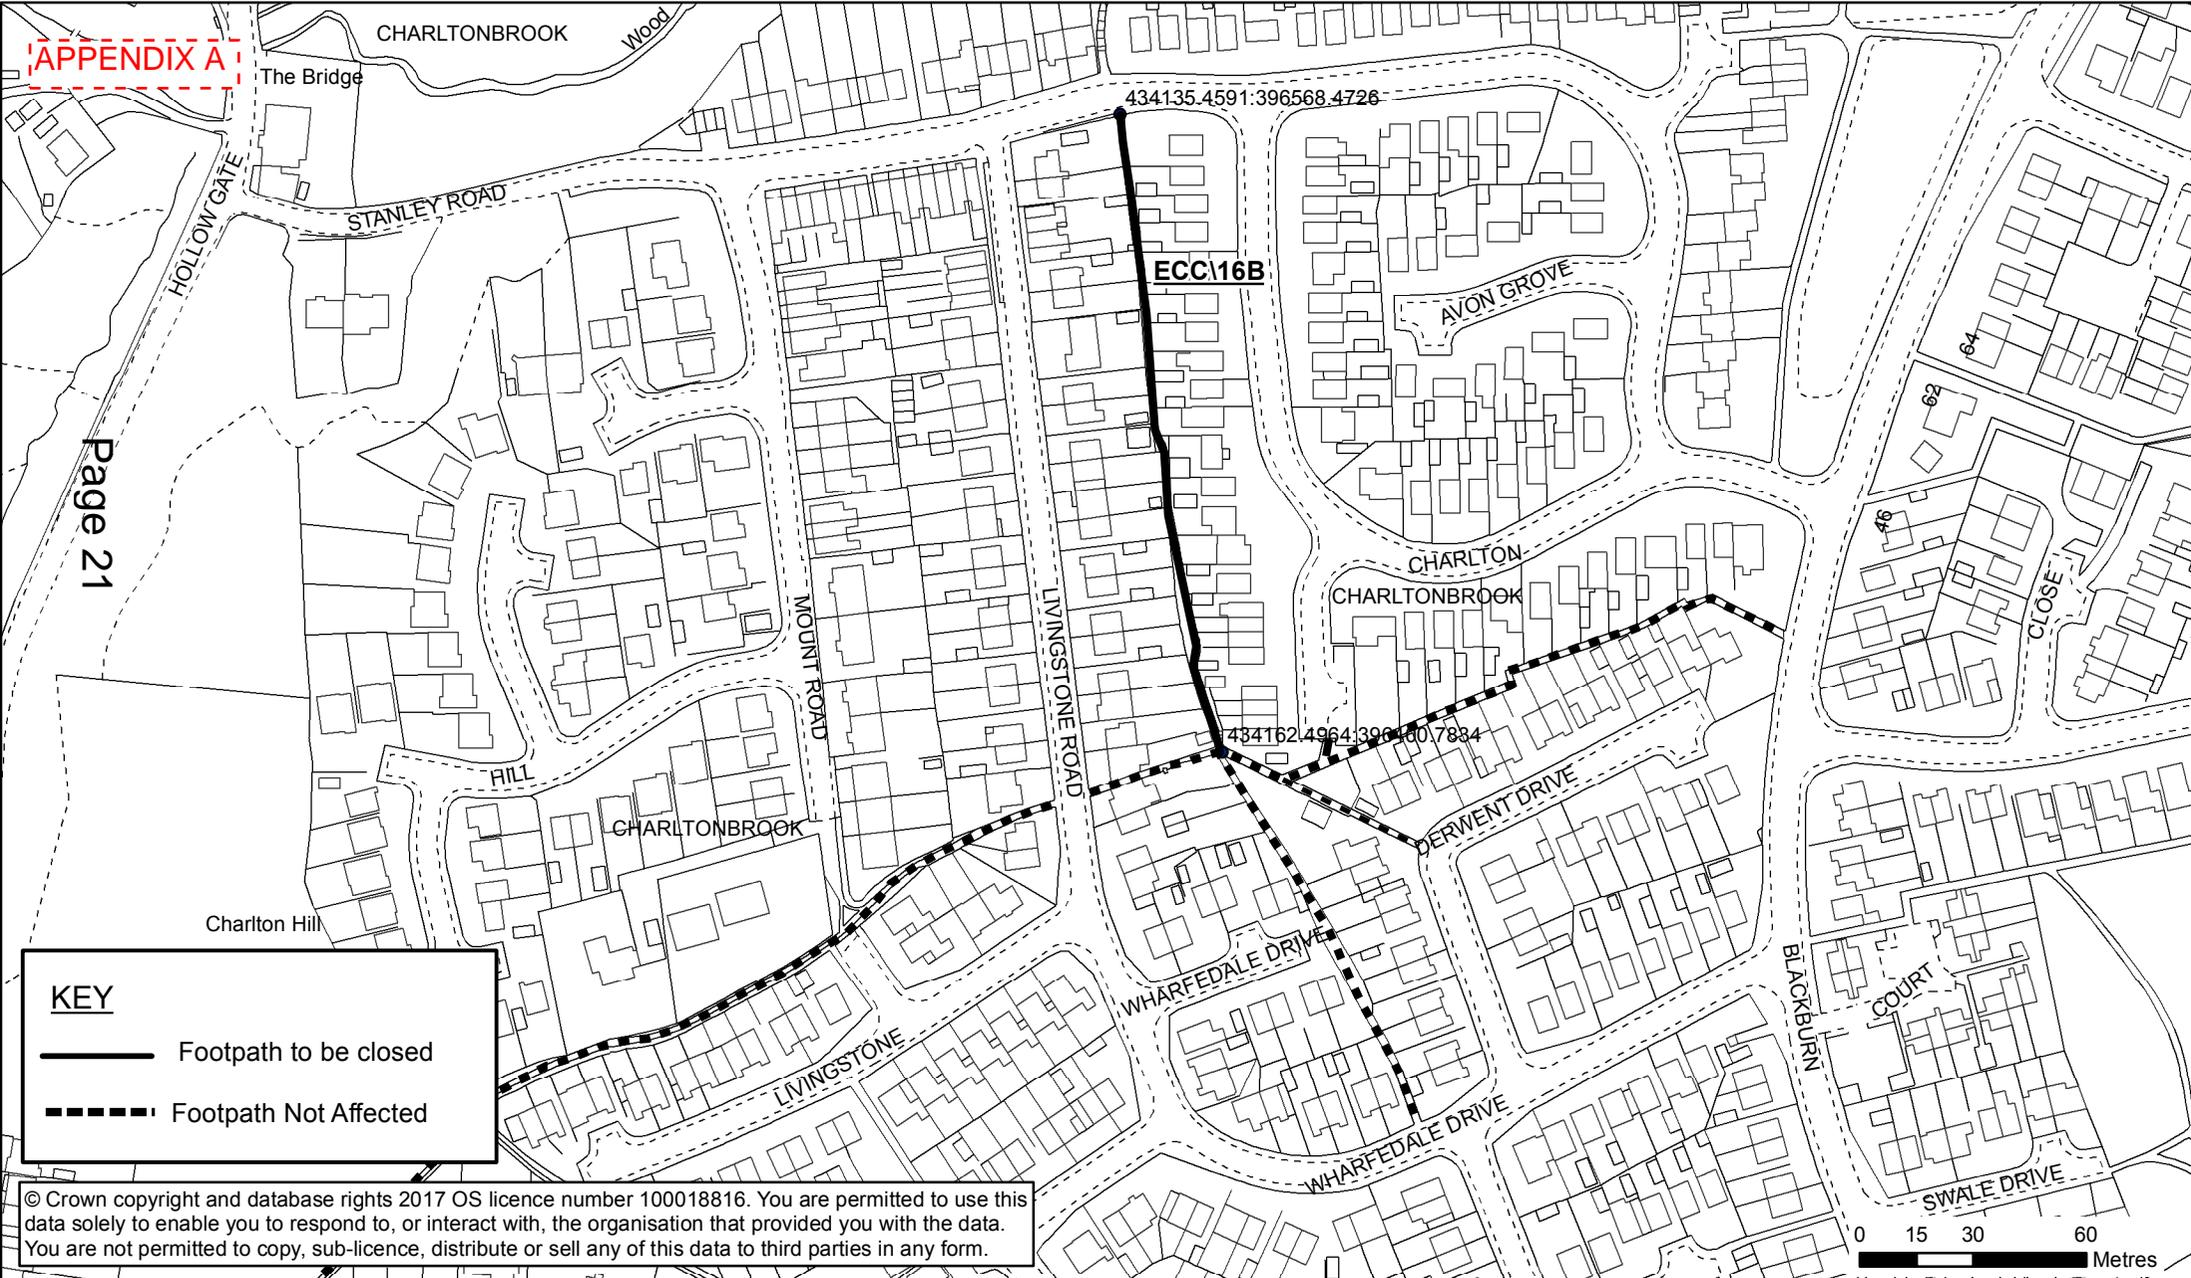 APPENDIX A
CHARLTONBROOK
Wood
The Bridge
434135.4591:396568.4726
HOLLOW GATE
STANLEY ROAD
ECC\16B
AVON GROVE
64
62
Page 21
46
CHARLTON
CHARLTONBROOK
CLOSE
MOUNT ROAD
LIVINGSTONE ROAD
434162.4964:396400.7834
HILL
DERWENT DRIVE
CHARLTONBROOK
Charlton Hill
WHARFEDALE DRIVE
BLACKBURN
COURT
KEY
Footpath to be closed
Footpath Not Affected
LIVINGSTONE
WHARFEDALE DRIVE
SWALE DRIVE
© Crown copyright and database rights 2017 OS licence number 100018816. You are permitted to use this
data solely to enable you to respond to, or interact with, the organisation that provided you with the data.
You are not permitted to copy, sub-licence, distribute or sell any of this data to third parties in any form.
0 15 30 60
Metres